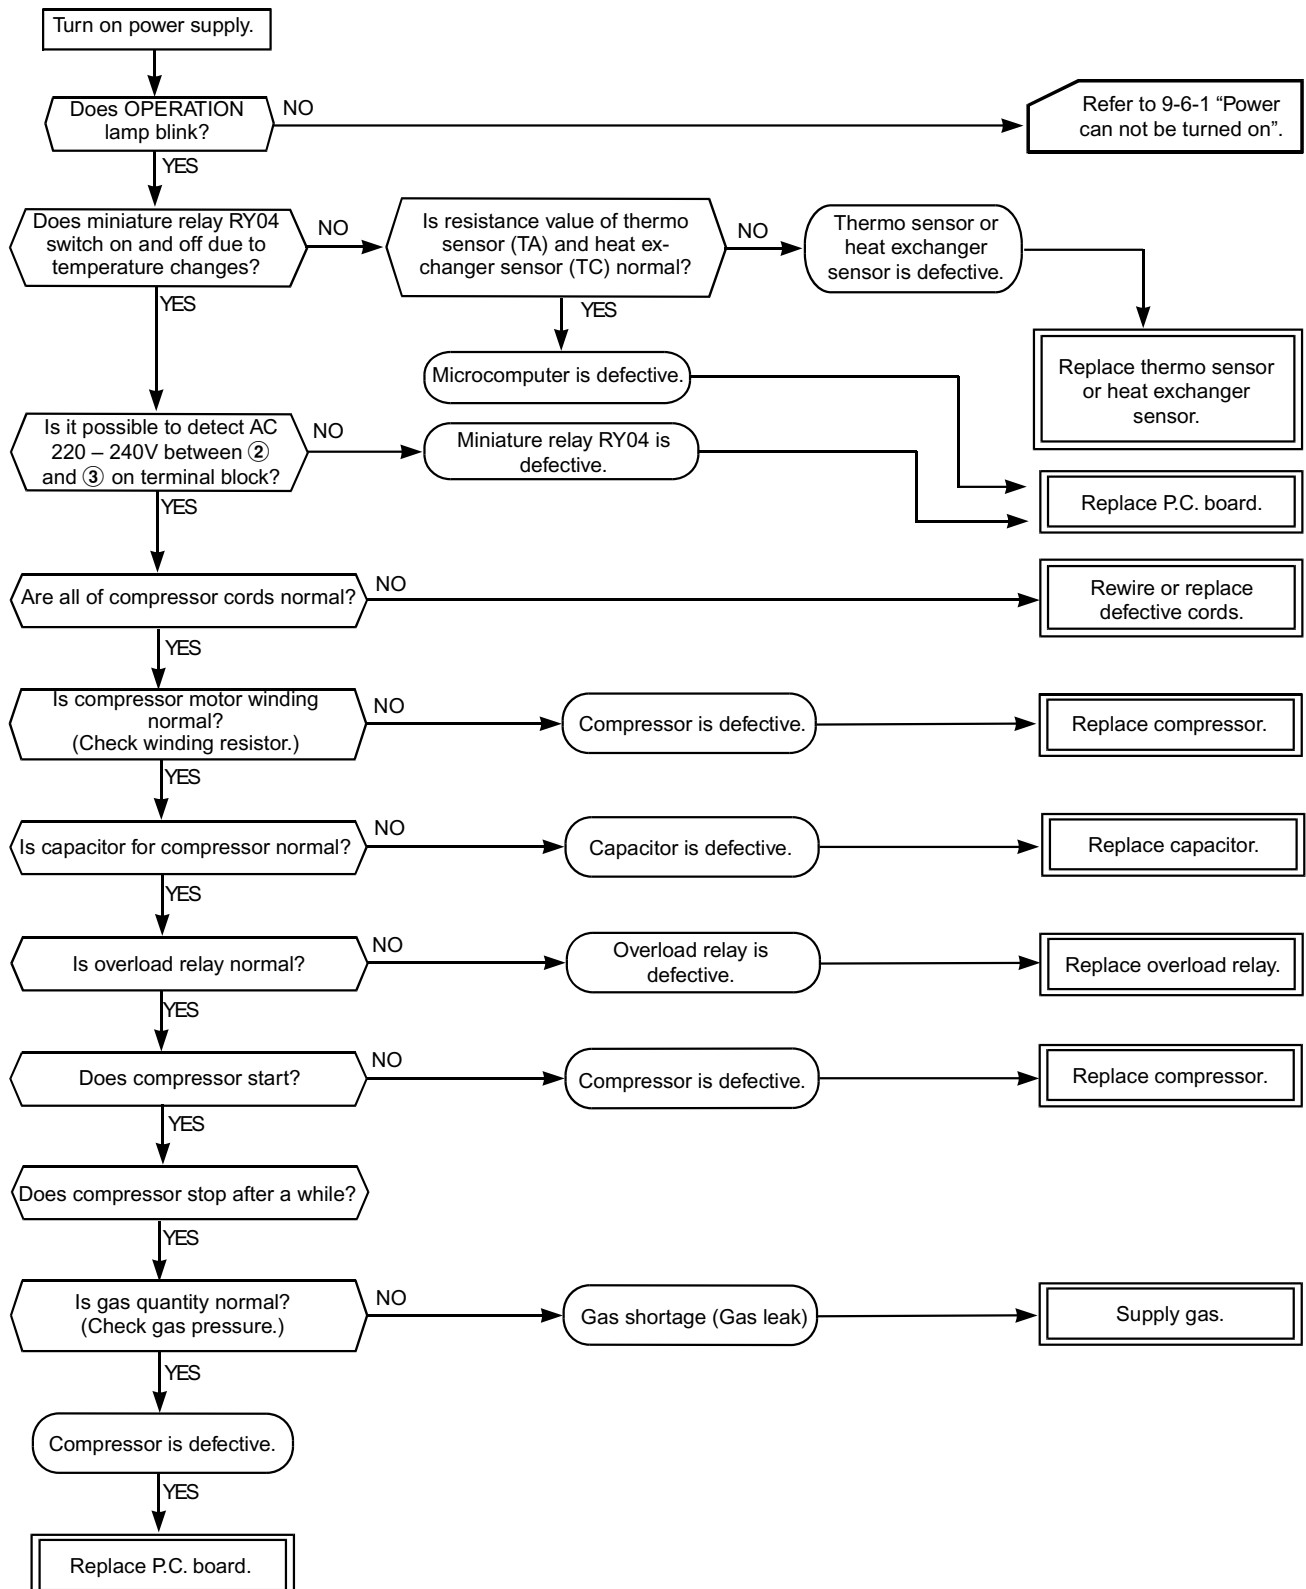 Turn on power supply.
Does OPERATION
lamp blink?
NO
Refer to 9-6-1 “Power
can not be turned on”.
YES
Does miniature relay RY04
switch on and off due to
temperature changes?
NO
Is resistance value of thermo
sensor (TA) and heat ex-
changer sensor (TC) normal?
NO
Thermo sensor or
heat exchanger
sensor is defective.
YES
YES
Replace thermo sensor
or heat exchanger
sensor.
Microcomputer is defective.
Is it possible to detect AC
220 – 240V between ②
and ③ on terminal block?
NO
Miniature relay RY04 is
defective.
Replace P.C. board.
YES
Are all of compressor cords normal?
NO
Rewire or replace
defective cords.
YES
Is compressor motor winding
normal?
(Check winding resistor.)
NO
Compressor is defective.
Replace compressor.
YES
Is capacitor for compressor normal?
NO
Capacitor is defective.
Replace capacitor.
YES
Is overload relay normal?
NO
Overload relay is
defective.
Replace overload relay.
YES
Does compressor start?
NO
Compressor is defective.
Replace compressor.
YES
Does compressor stop after a while?
YES
Is gas quantity normal?
(Check gas pressure.)
NO
Gas shortage (Gas leak)
Supply gas.
YES
Compressor is defective.
YES
Replace P.C. board.